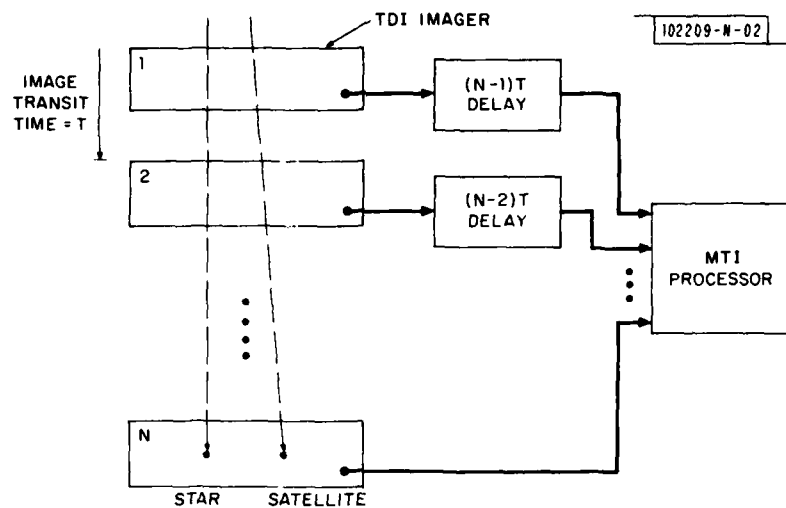 TDI IMAGER
102209-N-02
1
IMAGE
TRANSIT
TIME = T
(N-1)T
DELAY
2
(N-2)T
DELAY
MTI
PROCESSOR
N
STAR
SATELLITE